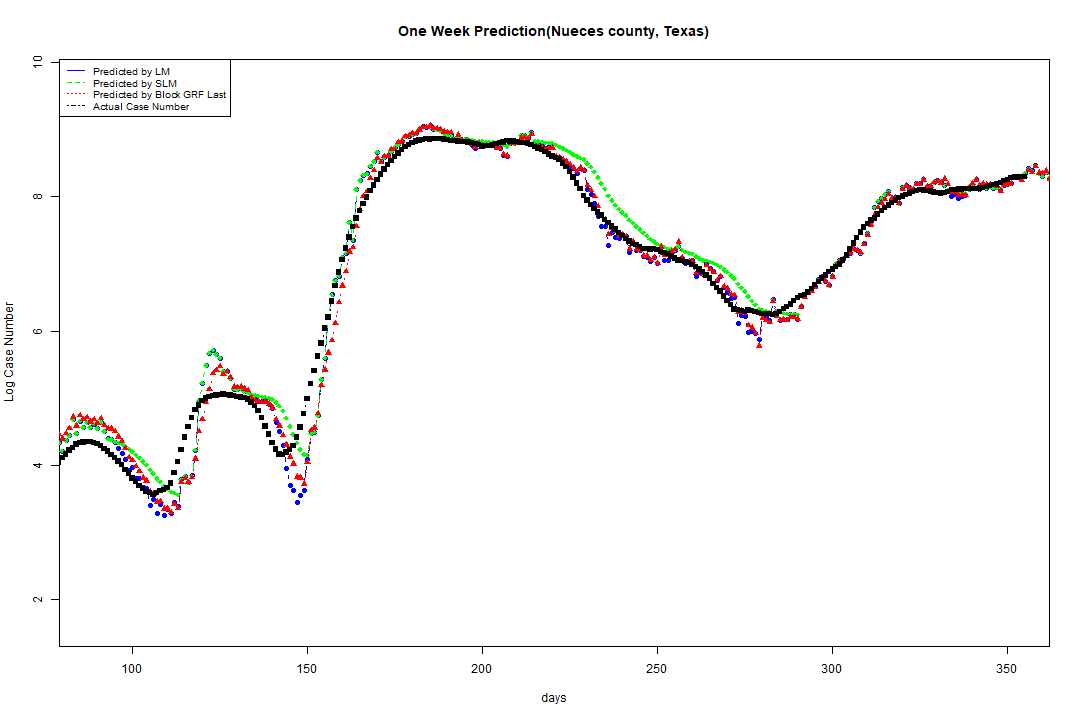 One Week Prediction(Nueces county, Texas)
Predicted by LM
Predicted by SLM
Predicted by Block GRF Last
Actual Case Number
10
8
6
4
2
Log Case Number
100 150 200 250 300 350
days